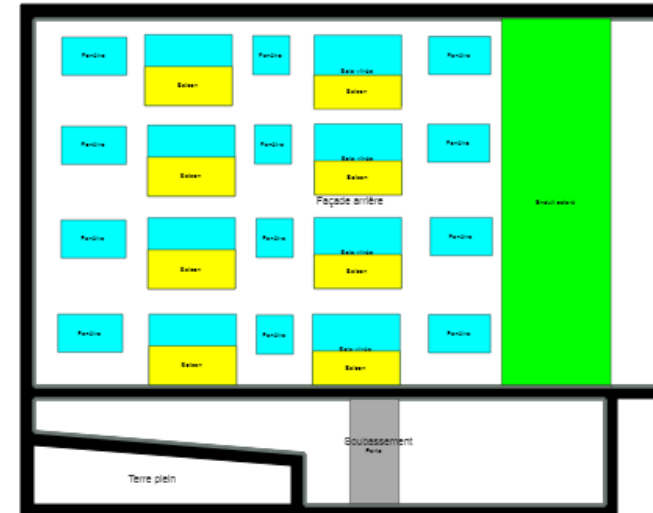 Fenêtre
Fenêtre
Baie vitrée
Fenêtre
Balcon
Balcon
Fenêtre
Fenêtre
Baie vitrée
Fenêtre
Balcon
Balcon
Façade arrière
Enduit coloré
Fenêtre
Fenêtre
Baie vitrée
Fenêtre
Balcon
Balcon
Fenêtre
Fenêtre
Baie vitrée
Fenêtre
Balcon
Balcon
Soubassement
Porte
Terre plein